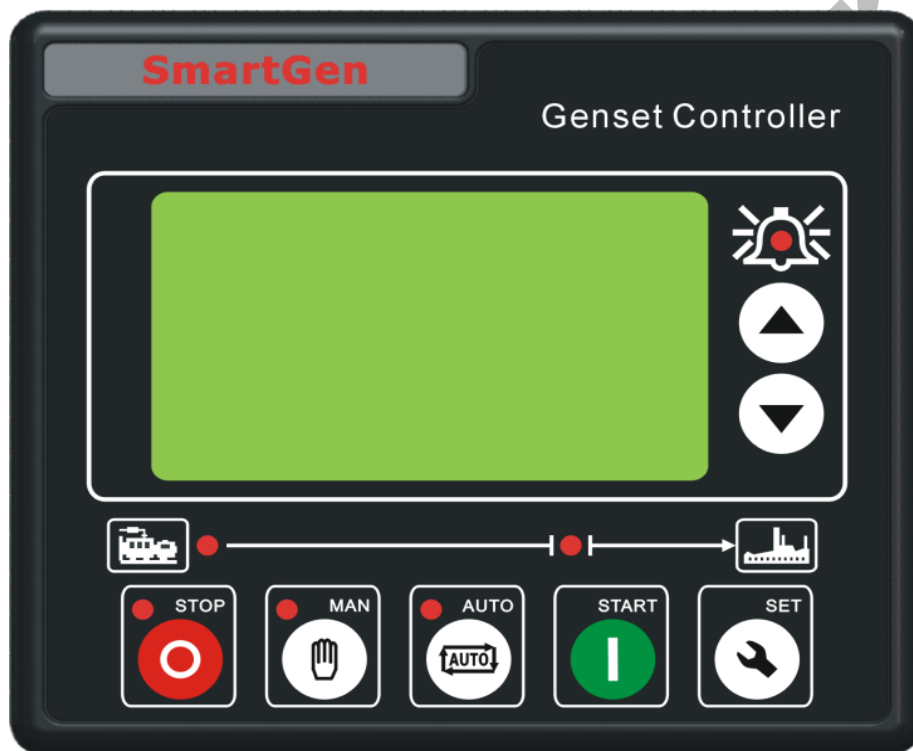 SmartGen
Genset Controller
STOP
MAN
AUTO
START
SET
AUTO